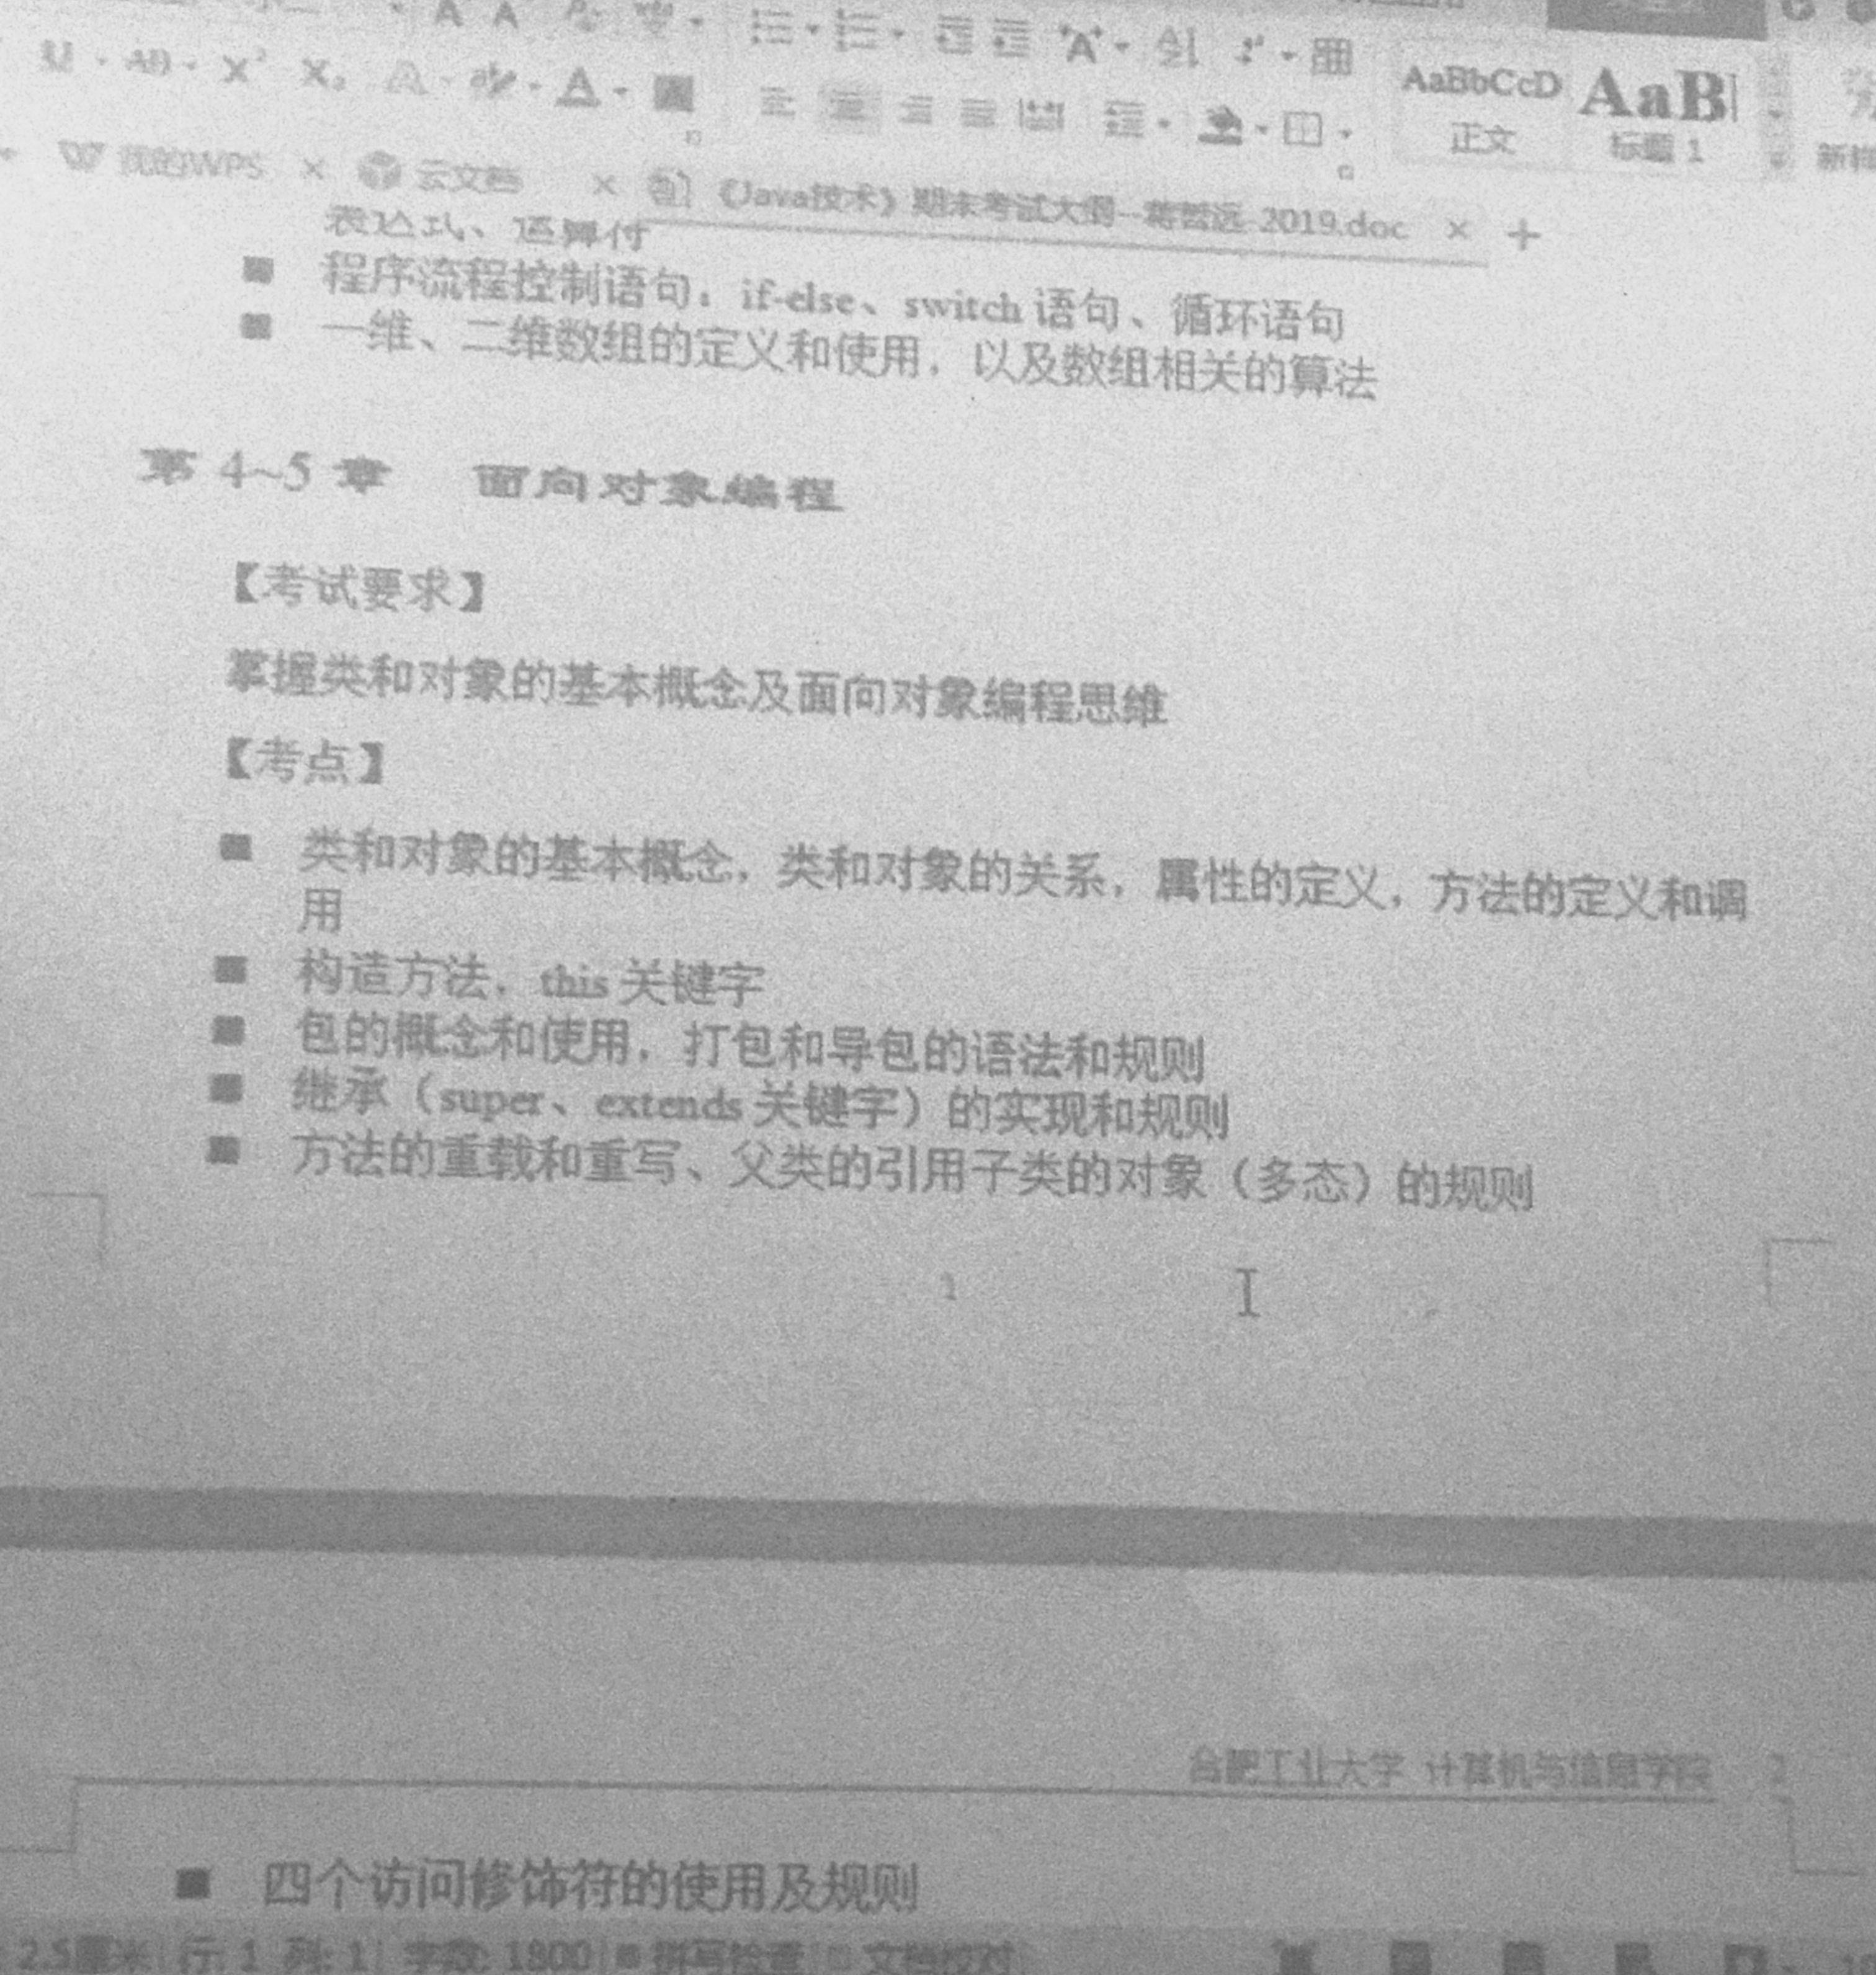 AaBbCcD AaB
正文 标题 1
我的WPS × 云文档 × 《Java技术》期末考试大纲---2019.doc × +
表达式、运算符
■ 程序流程控制语句：if-else、switch 语句、循环语句
■ 一维、二维数组的定义和使用，以及数组相关的算法
第 4~5 章 面向对象编程
【考试要求】
掌握类和对象的基本概念及面向对象编程思维
【考点】
■ 类和对象的基本概念，类和对象的关系，属性的定义，方法的定义和调
用
■ 构造方法，this 关键字
■ 包的概念和使用，打包和导包的语法和规则
■ 继承（super、extends 关键字）的实现和规则
■ 方法的重载和重写、父类的引用子类的对象（多态）的规则
1
合肥工业大学 计算机与信息学院 2
■ 四个访问修饰符的使用及规则
2.5厘米 行: 1 列: 1 字数: 1800 拼写检查 文档校对